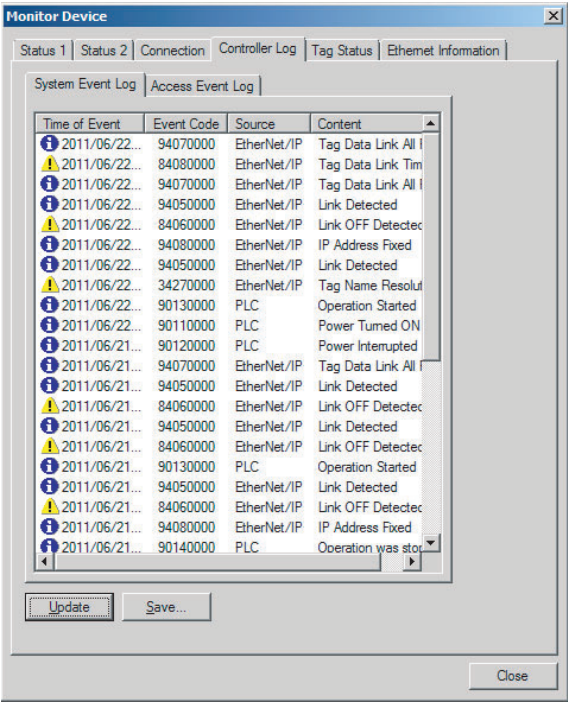 Monitor Device
Status 1 Status 2 Connection Controller Log Tag Status Ethernet Information
System Event Log Access Event Log
Time of Event Event Code Source Content
2011/06/22... 94070000 EtherNet/IP Tag Data Link All
2011/06/22... 84080000 EtherNet/IP Tag Data Link Tim
2011/06/22... 94070000 EtherNet/IP Tag Data Link All
2011/06/22... 94050000 EtherNet/IP Link Detected
2011/06/22... 84060000 EtherNet/IP Link OFF Detected
2011/06/22... 94080000 EtherNet/IP IP Address Fixed
2011/06/22... 94050000 EtherNet/IP Link Detected
2011/06/22... 34270000 EtherNet/IP Tag Name Resolut
2011/06/22... 90130000 PLC Operation Started
2011/06/22... 90110000 PLC Power Turned ON
2011/06/21... 90120000 PLC Power Interrupted
2011/06/21... 94070000 EtherNet/IP Tag Data Link All
2011/06/21... 94050000 EtherNet/IP Link Detected
2011/06/21... 84060000 EtherNet/IP Link OFF Detected
2011/06/21... 94050000 EtherNet/IP Link Detected
2011/06/21... 84060000 EtherNet/IP Link OFF Detected
2011/06/21... 90130000 PLC Operation Started
2011/06/21... 94050000 EtherNet/IP Link Detected
2011/06/21... 84060000 EtherNet/IP Link OFF Detected
2011/06/21... 94080000 EtherNet/IP IP Address Fixed
2011/06/21... 90140000 PLC Operation was stop
Update Save...
Close